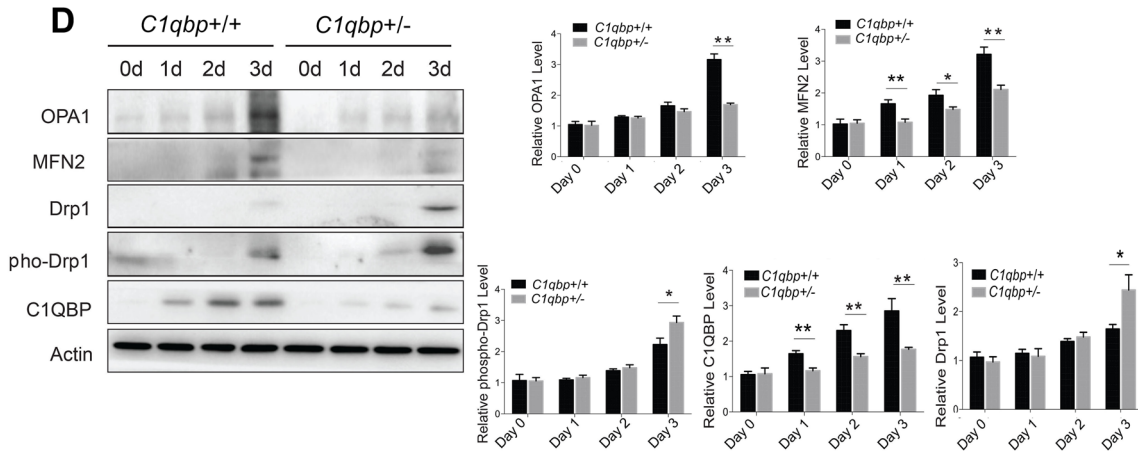 D
C1qbp+/+ C1qbp+/-
0d 1d 2d 3d 0d 1d 2d 3d
OPA1
MFN2
Drp1
pho-Drp1
C1QBP
Actin
Relative OPA1 Level
4
3
2
1
0
C1qbp+/+
C1qbp+/-
**
Day 0 Day 1 Day 2 Day 3
Relative MFN2 Level
4
3
2
1
0
C1qbp+/+
C1qbp+/-
** * **
Day 0 Day 1 Day 2 Day 3
Relative phospho-Drp1 Level
4
3
2
1
0
C1qbp+/+
C1qbp+/-
*
Day 0 Day 1 Day 2 Day 3
Relative C1QBP Level
4
3
2
1
0
C1qbp+/+
C1qbp+/-
** ** **
Day 0 Day 1 Day 2 Day 3
Relative Drp1 Level
3
2
1
0
C1qbp+/+
C1qbp+/-
*
Day 0 Day 1 Day 2 Day 3